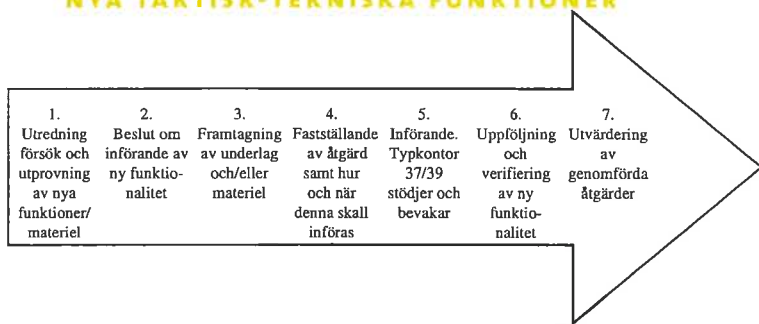 NYA TAKTISK-TEKNISKA FUNKTIONER
1.
Utredning
försök och
utprovning
av nya
funktioner/
materiel
2.
Beslut om
införande av
ny funktio-
nalitet
3.
Framtagning
av underlag
och/eller
materiel
4.
Fastställande
av åtgärd
samt hur
och när
denna skall
införas
5.
Införande.
Typkontor
37/39
stödjer och
bevakar
6.
Uppföljning
och
verifiering
av ny
funktio-
nalitet
7.
Utvärdering
av
genomförda
åtgärder